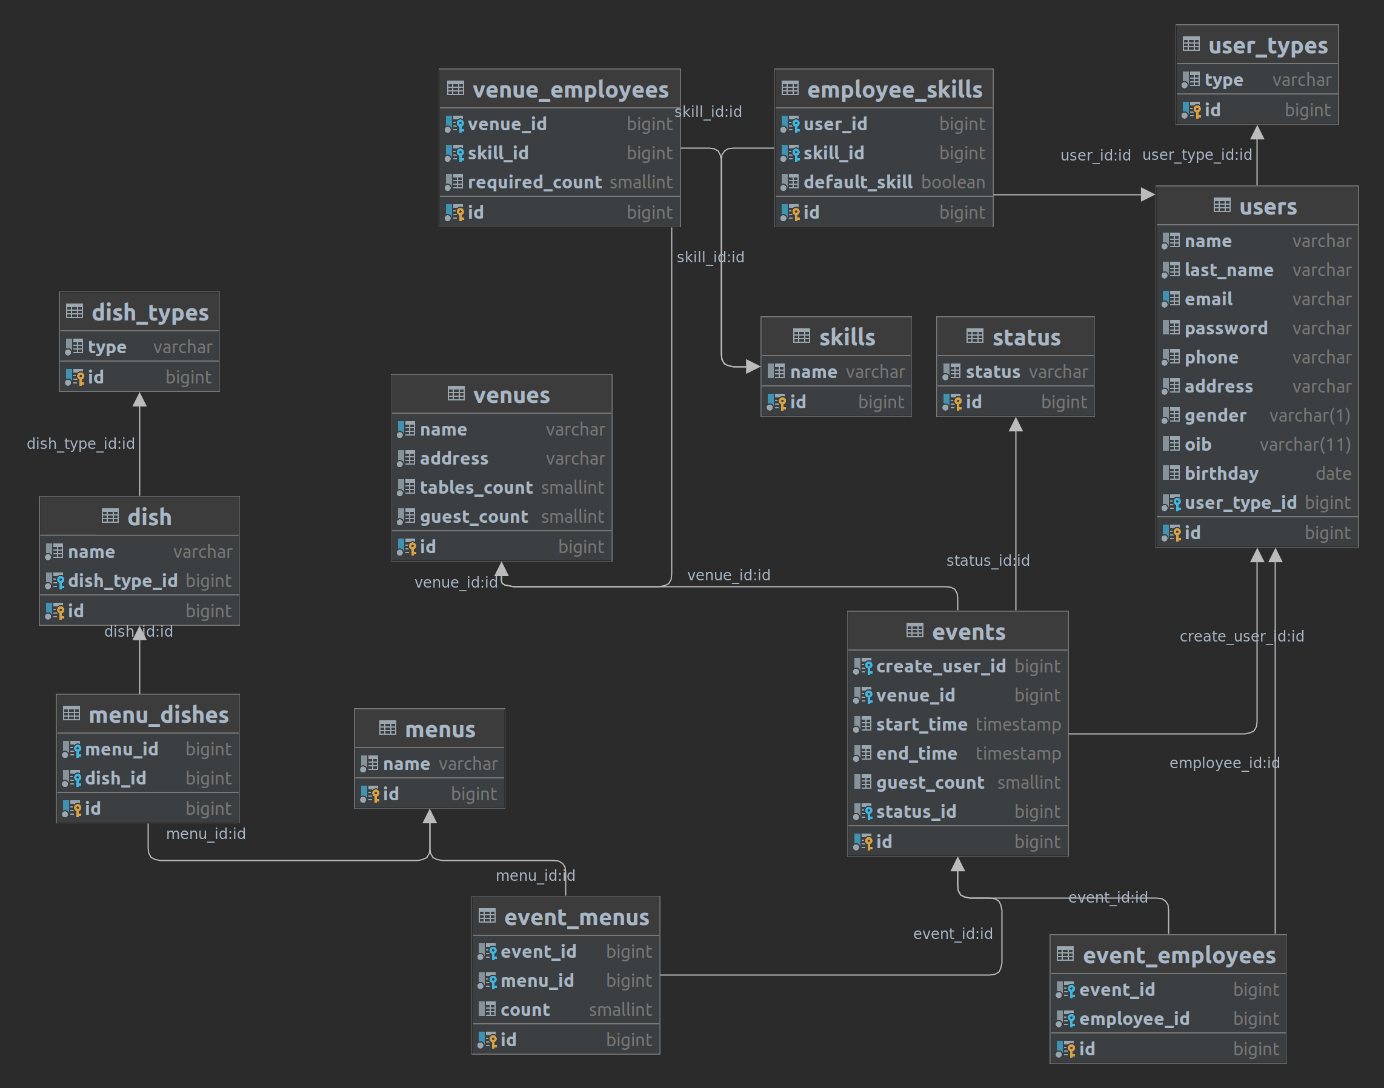 user_types
type varchar
id bigint
venue_employees
venue_id bigint
skill_id bigint
required_count smallint
id bigint
skill_id:id
employee_skills
user_id bigint
skill_id bigint
default_skill boolean
id bigint
user_id:id
user_type_id:id
users
name varchar
last_name varchar
email varchar
password varchar
phone varchar
address varchar
gender varchar(1)
oib varchar(11)
birthday date
user_type_id bigint
id bigint
skill_id:id
dish_types
type varchar
id bigint
skills
name varchar
id bigint
status
status varchar
id bigint
venues
name varchar
address varchar
tables_count smallint
guest_count smallint
id bigint
dish_type_id:id
dish
name varchar
dish_type_id bigint
id bigint
venue_id:id
venue_id:id
status_id:id
dish_id:id
events
create_user_id bigint
venue_id bigint
start_time timestamp
end_time timestamp
guest_count smallint
status_id bigint
id bigint
create_user_id:id
employee_id:id
menu_dishes
menu_id bigint
dish_id bigint
id bigint
menus
name varchar
id bigint
menu_id:id
menu_id:id
event_menus
event_id bigint
menu_id bigint
count smallint
id bigint
event_id:id
event_id:id
event_employees
event_id bigint
employee_id bigint
id bigint